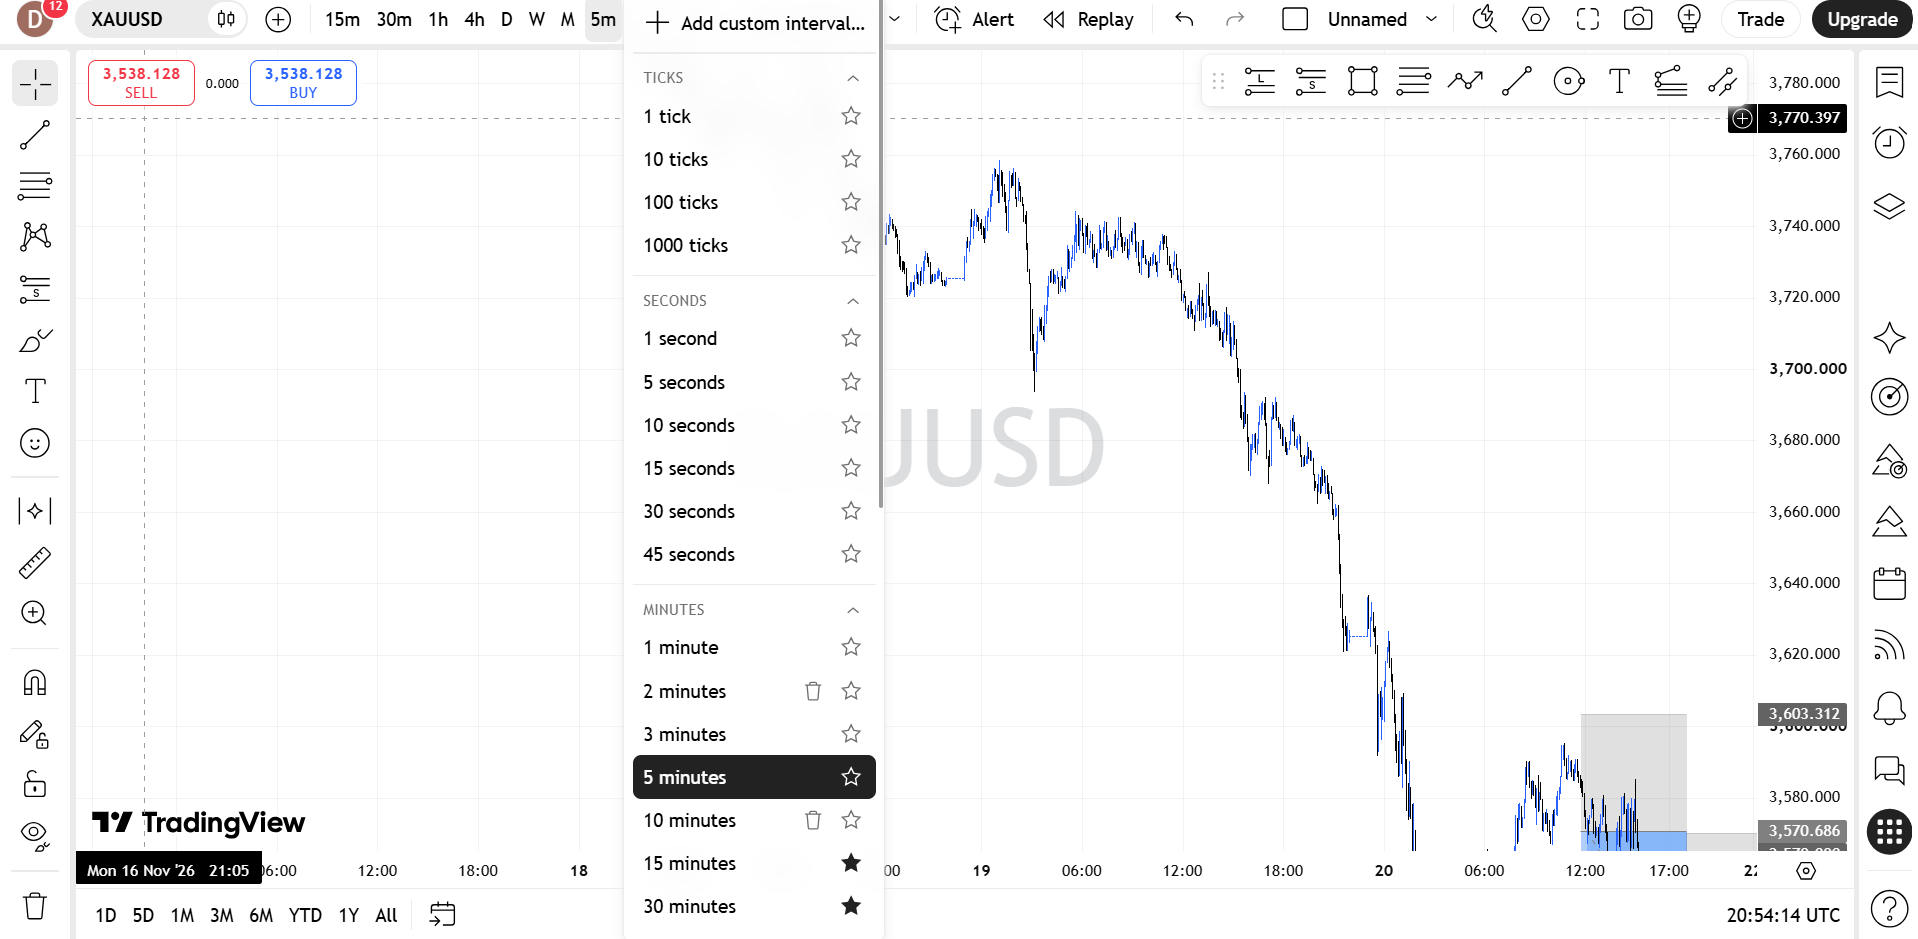 D
12
XAUUSD
15m
30m
1h
4h
D
W
M
5m
Add custom interval...
Alert
Replay
Unnamed
Trade
Upgrade
3,538.128
SELL
0.000
3,538.128
BUY
TICKS
1 tick
10 ticks
100 ticks
1000 ticks
SECONDS
1 second
5 seconds
10 seconds
15 seconds
30 seconds
45 seconds
MINUTES
1 minute
2 minutes
3 minutes
5 minutes
10 minutes
15 minutes
30 minutes
UUSD
3,780.000
3,770.397
3,760.000
3,740.000
3,720.000
3,700.000
3,680.000
3,660.000
3,640.000
3,620.000
3,603.312
3,600.000
3,580.000
3,570.686
TradingView
Mon 16 Nov '26 21:05
06:00
12:00
18:00
18
00
19
06:00
12:00
18:00
20
06:00
12:00
17:00
1D
5D
1M
3M
6M
YTD
1Y
All
20:54:14 UTC